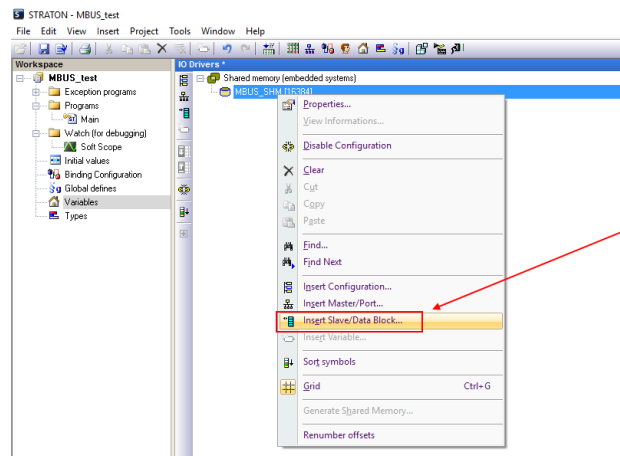 STRATON - MBUS_test
File Edit View Insert Project Tools Window Help
Workspace
IO Drivers *
MBUS_test
Exception programs
Programs
Main
Watch (for debugging)
Soft Scope
Initial values
Binding Configuration
Global defines
Variables
Types
Shared memory (embedded systems)
MBUS_SHM [16384]
Properties...
View Informations...
Disable Configuration
Clear
Cut
Copy
Paste
Find...
Find Next
Insert Configuration...
Insert Master/Port...
Insert Slave/Data Block...
Insert Variable...
Sort symbols
Grid Ctrl+G
Generate Shared Memory...
Renumber offsets